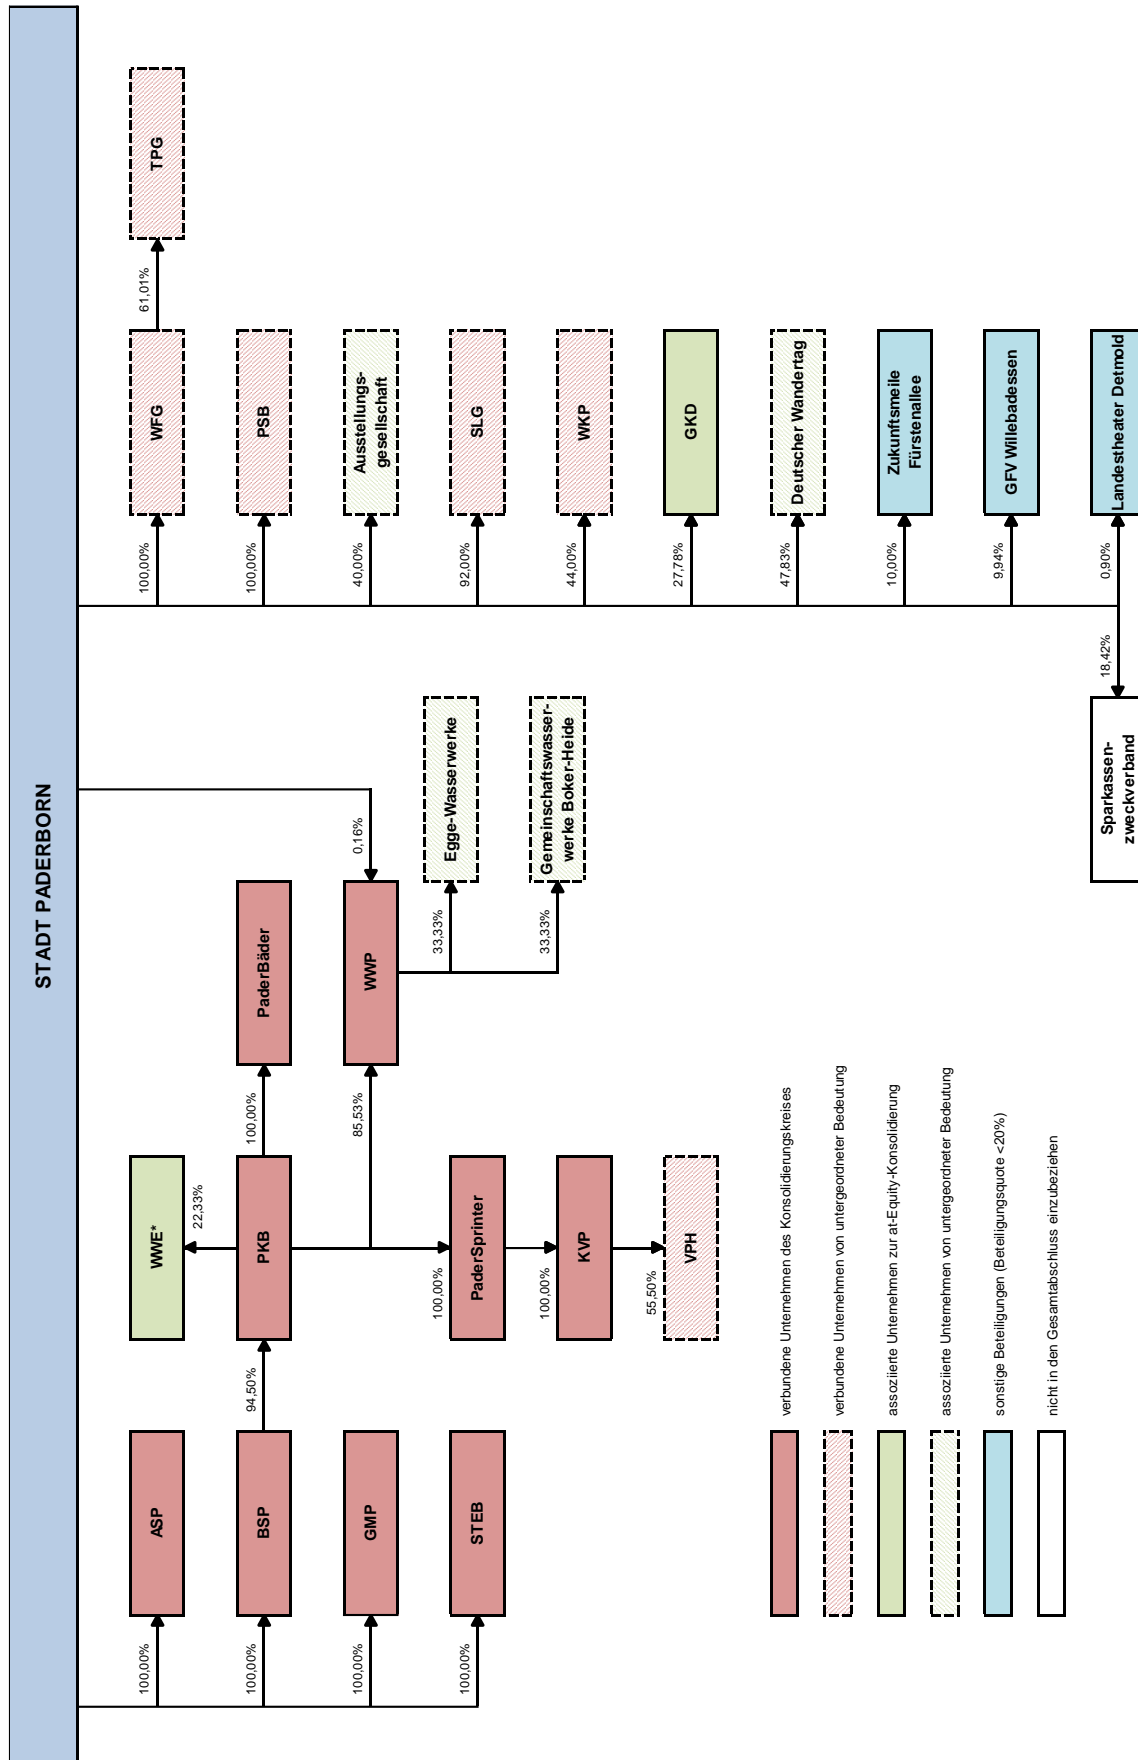 STADT PADERBORN
100,00%
ASP
100,00%
BSP
100,00%
GMP
100,00%
STEB
94,50%
WWE*
22,33%
PKB
100,00%
PaderBäder
85,53%
WWP
0,16%
100,00%
PaderSprinter
100,00%
KVP
55,50%
VPH
33,33%
Egge-Wasserwerke
33,33%
Gemeinschaftswasser-
werke Boker-Heide
100,00%
WFG
61,01%
TPG
100,00%
PSB
40,00%
Ausstellungs-
gesellschaft
92,00%
SLG
44,00%
WKP
27,78%
GKD
47,83%
Deutscher Wandertag
10,00%
Zukunftsmeile
Fürstenallee
9,94%
GFV Willebadessen
0,90%
Landestheater Detmold
18,42%
Sparkassen-
zweckverband
verbundene Unternehmen des Konsolidierungskreises
verbundene Unternehmen von untergeordneter Bedeutung
assoziierte Unternehmen zur at-Equity-Konsolidierung
assoziierte Unternehmen von untergeordneter Bedeutung
sonstige Beteiligungen (Beteiligungsquote <20%)
nicht in den Gesamtabschluss einzubeziehen